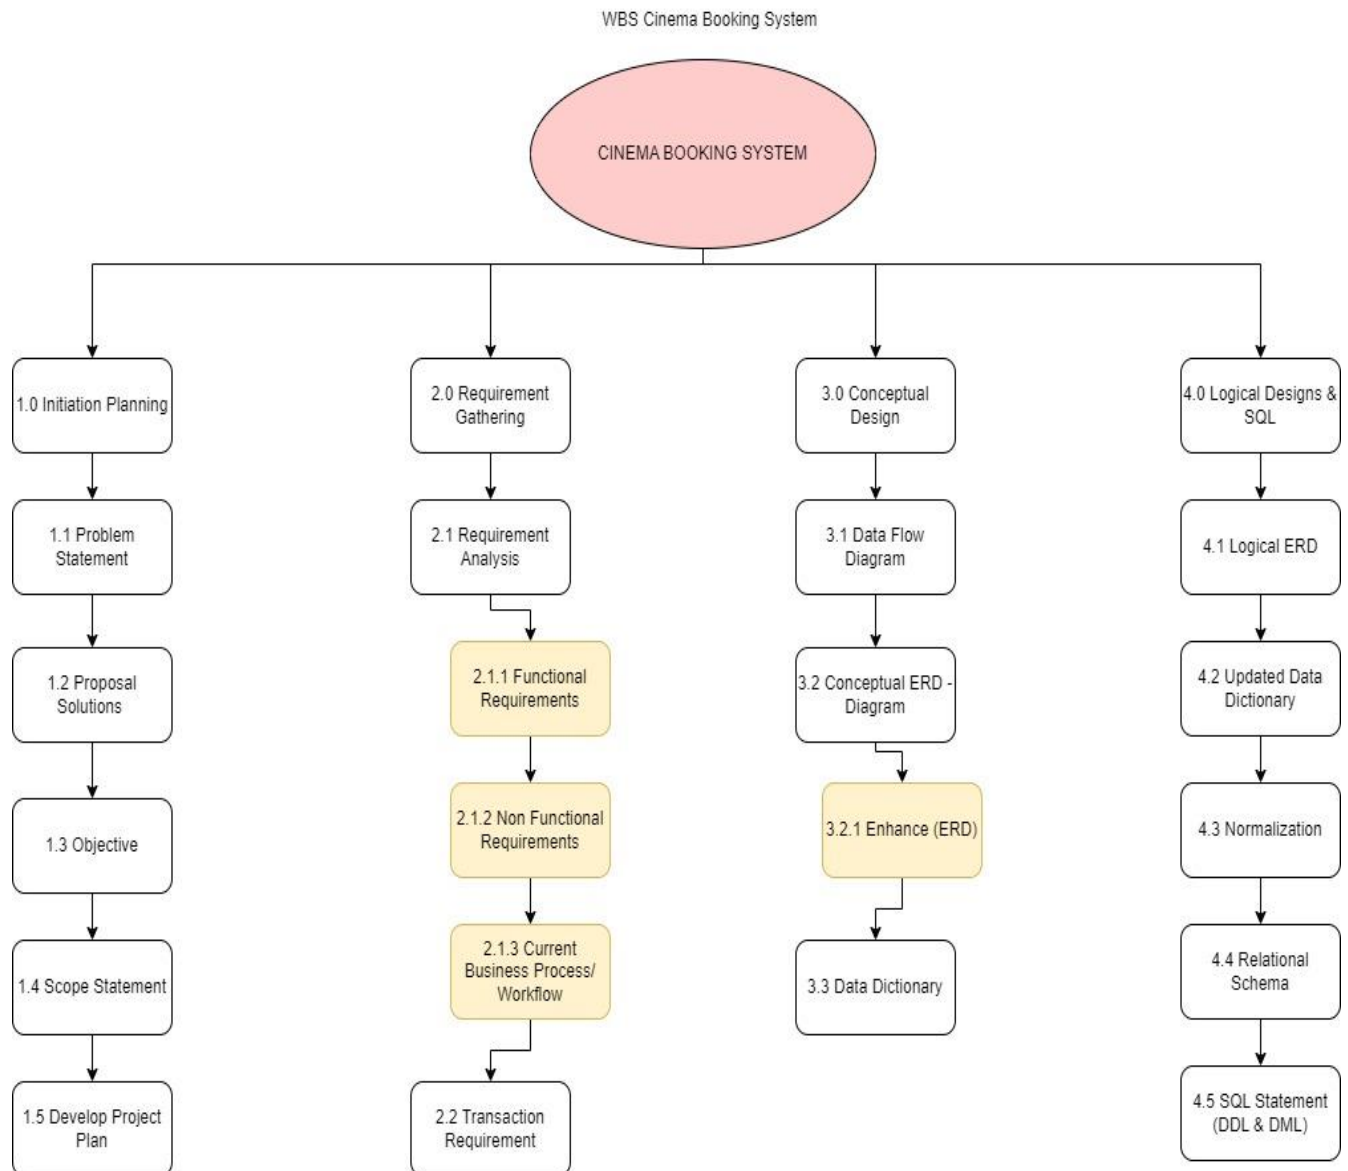 WBS Cinema Booking System
CINEMA BOOKING SYSTEM
1.0 Initiation Planning
1.1 Problem
Statement
1.2 Proposal
Solutions
1.3 Objective
1.4 Scope Statement
1.5 Develop Project
Plan
2.0 Requirement
Gathering
2.1 Requirement
Analysis
2.1.1 Functional
Requirements
2.1.2 Non Functional
Requirements
2.1.3 Current
Business Process/
Workflow
2.2 Transaction
Requirement
3.0 Conceptual
Design
3.1 Data Flow
Diagram
3.2 Conceptual ERD -
Diagram
3.2.1 Enhance (ERD)
3.3 Data Dictionary
4.0 Logical Designs &
SQL
4.1 Logical ERD
4.2 Updated Data
Dictionary
4.3 Normalization
4.4 Relational
Schema
4.5 SQL Statement
(DDL & DML)